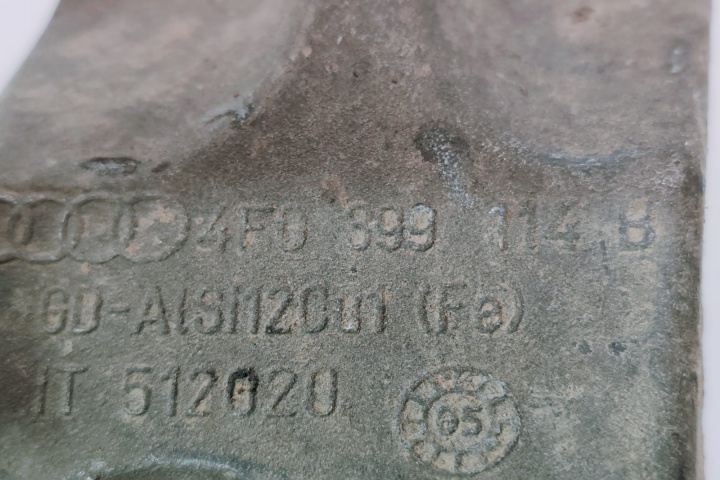 4F0 399 114 B
GD-AlSi12Cu1 (Fe)
IT 512020
05